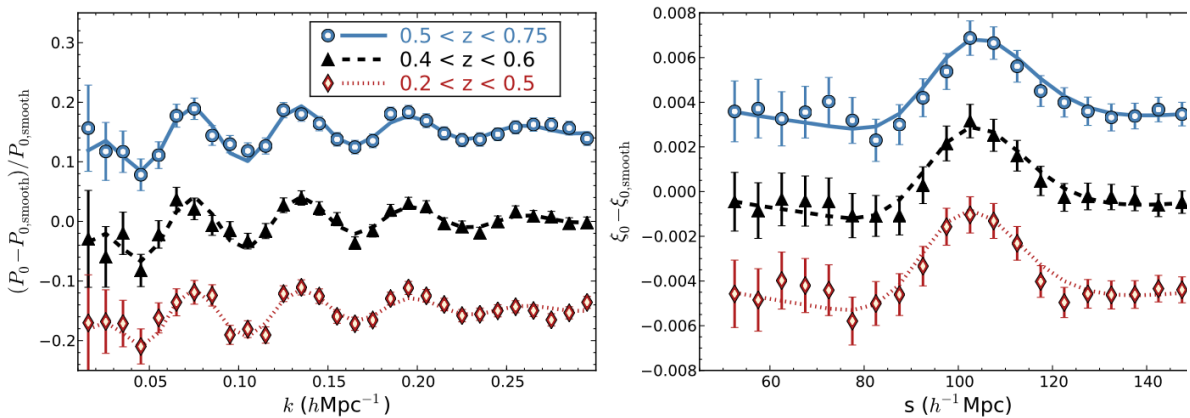 0.3
0.2
0.1
0.0
−0.1
−0.2
(P₀−P₀,smooth)/P₀,smooth
0.5 < z < 0.75
0.4 < z < 0.6
0.2 < z < 0.5
0.05 0.10 0.15 0.20 0.25
k (hMpc⁻¹)
0.008
0.006
0.004
0.002
0.000
−0.002
−0.004
−0.006
−0.008
ξ₀−ξ₀,smooth
60 80 100 120 140
s (h⁻¹Mpc)